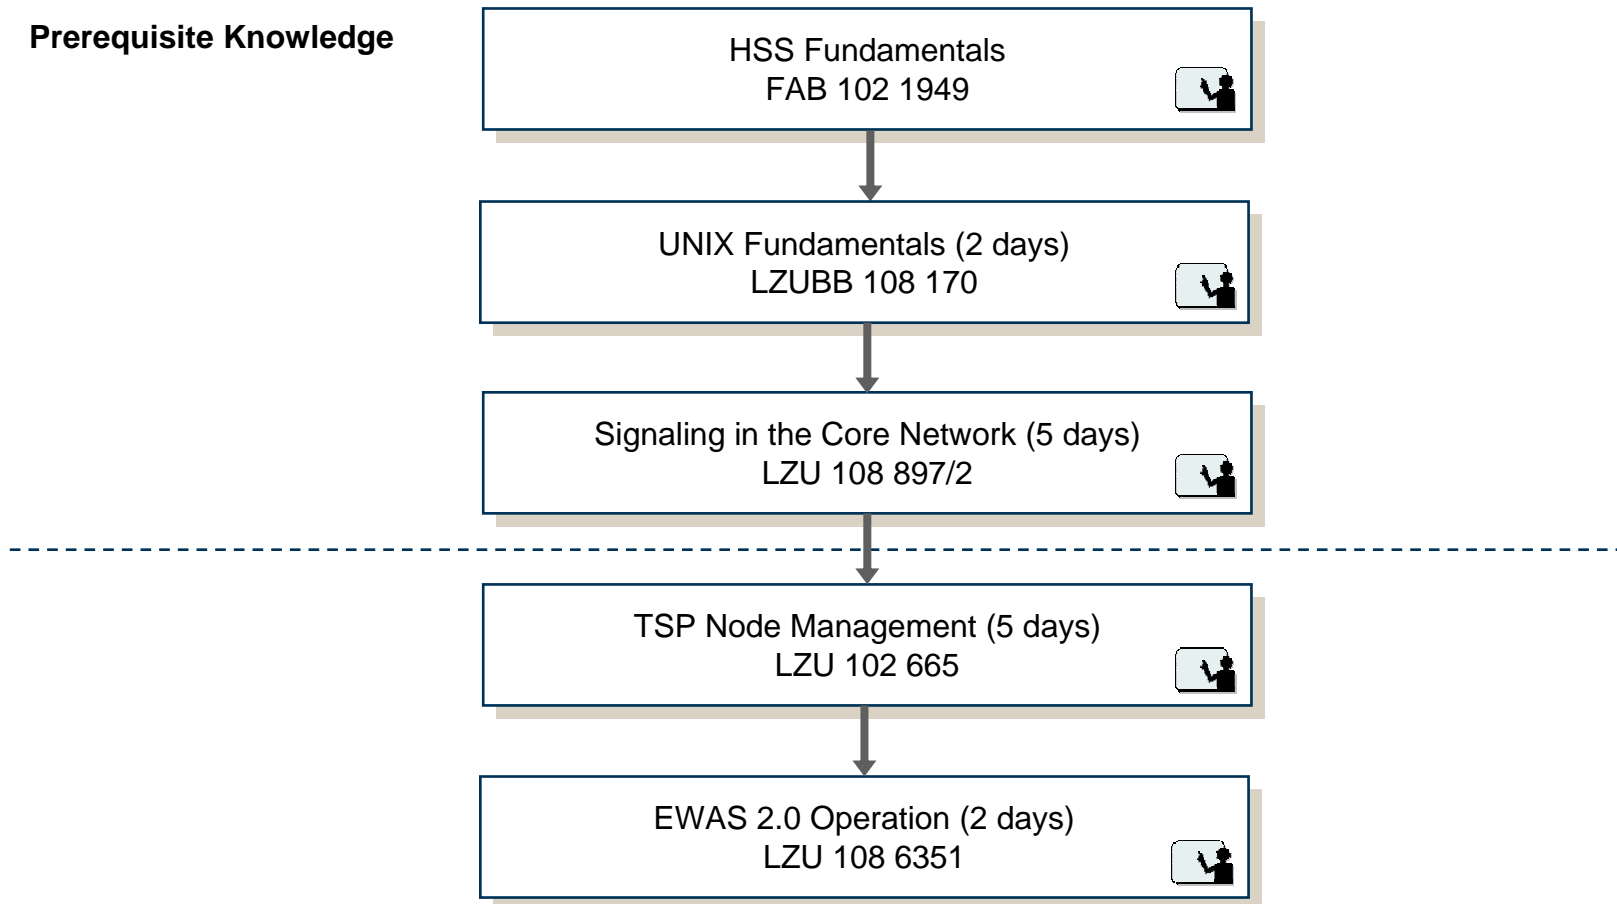 Prerequisite Knowledge
HSS Fundamentals
FAB 102 1949
UNIX Fundamentals (2 days)
LZUBB 108 170
Signaling in the Core Network (5 days)
LZU 108 897/2
TSP Node Management (5 days)
LZU 102 665
EWAS 2.0 Operation (2 days)
LZU 108 6351